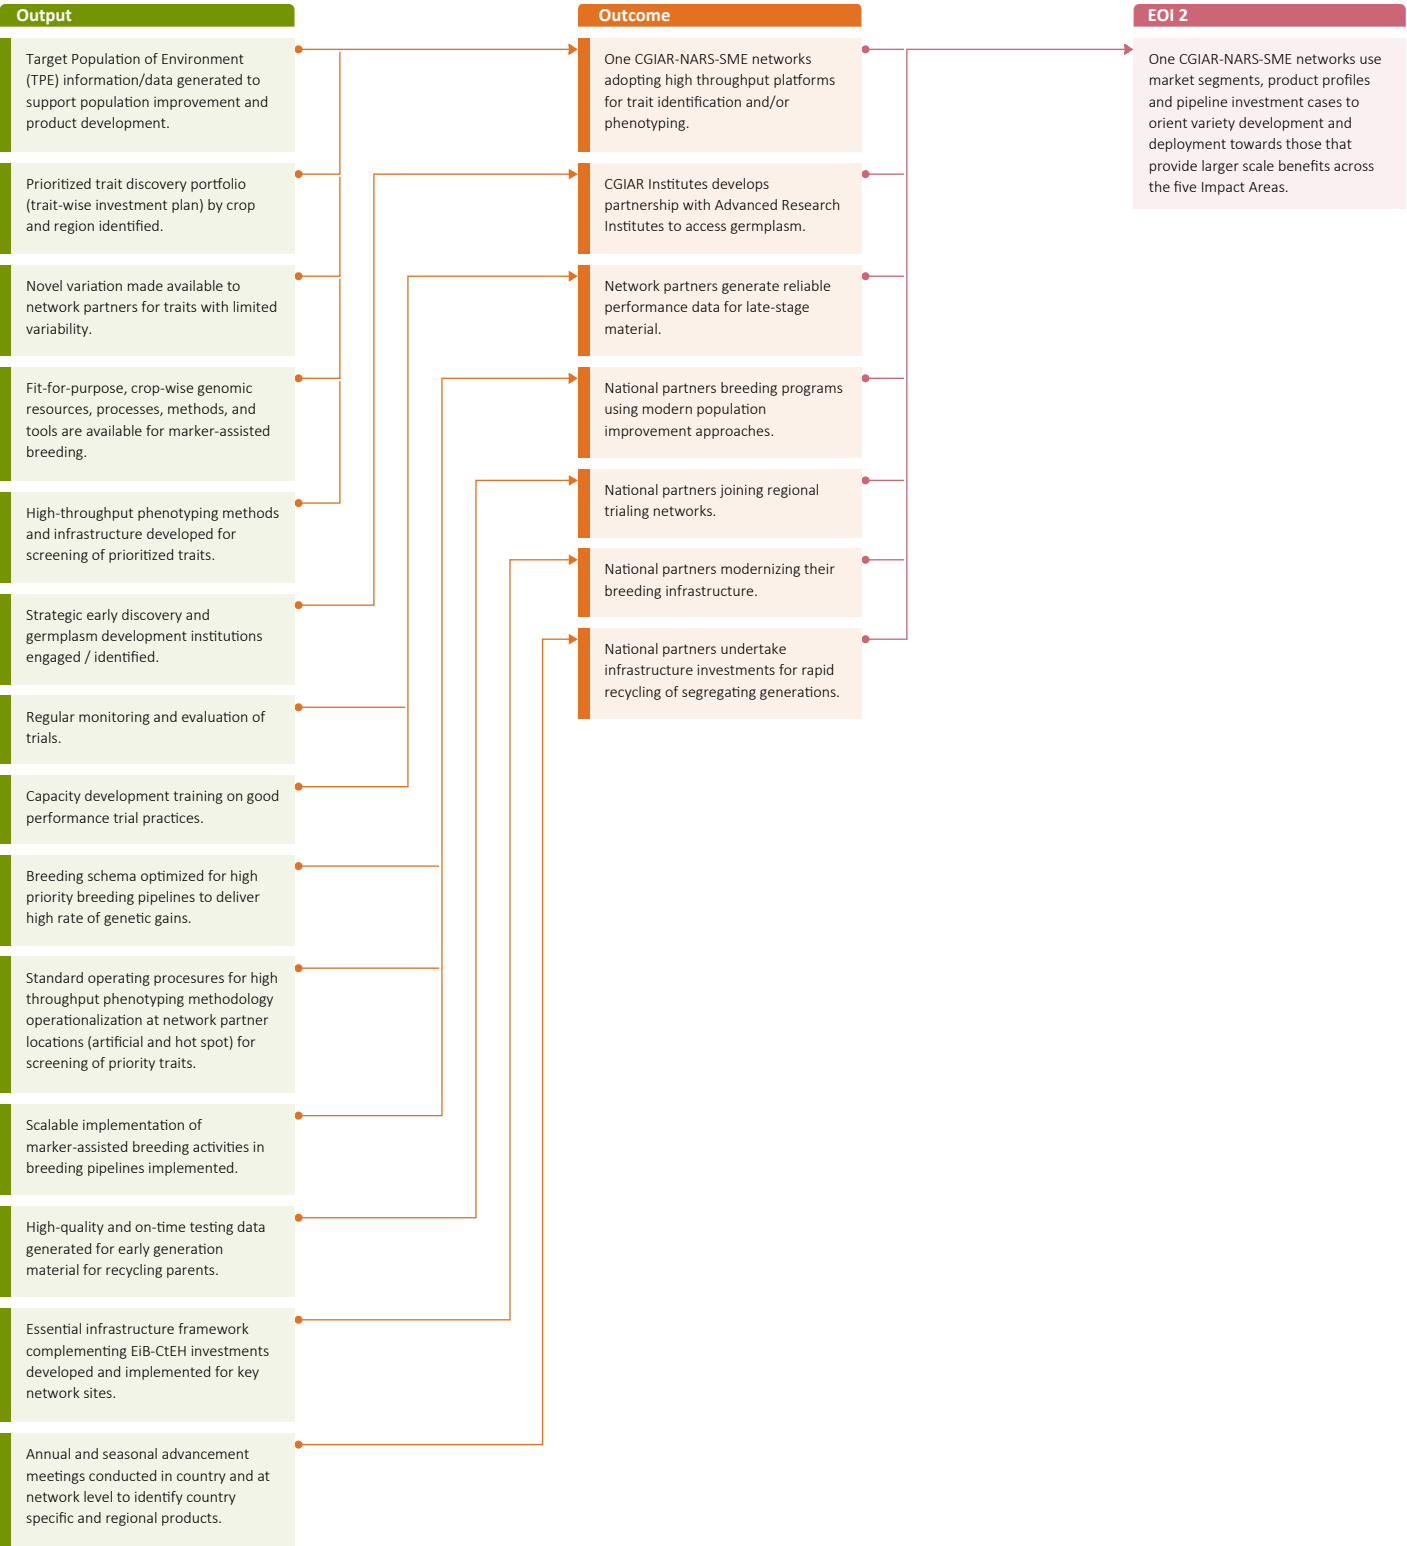 Output
Target Population of Environment
(TPE) information/data generated to
support population improvement and
product development.
Prioritized trait discovery portfolio
(trait-wise investment plan) by crop
and region identified.
Novel variation made available to
network partners for traits with limited
variability.
Fit-for-purpose, crop-wise genomic
resources, processes, methods, and
tools are available for marker-assisted
breeding.
High-throughput phenotyping methods
and infrastructure developed for
screening of prioritized traits.
Strategic early discovery and
germplasm development institutions
engaged / identified.
Regular monitoring and evaluation of
trials.
Capacity development training on good
performance trial practices.
Breeding schema optimized for high
priority breeding pipelines to deliver
high rate of genetic gains.
Standard operating procesures for high
throughput phenotyping methodology
operationalization at network partner
locations (artificial and hot spot) for
screening of priority traits.
Scalable implementation of
marker-assisted breeding activities in
breeding pipelines implemented.
High-quality and on-time testing data
generated for early generation
material for recycling parents.
Essential infrastructure framework
complementing EiB-CtEH investments
developed and implemented for key
network sites.
Annual and seasonal advancement
meetings conducted in country and at
network level to identify country
specific and regional products.
Outcome
One CGIAR-NARS-SME networks
adopting high throughput platforms
for trait identification and/or
phenotyping.
CGIAR Institutes develops
partnership with Advanced Research
Institutes to access germplasm.
Network partners generate reliable
performance data for late-stage
material.
National partners breeding programs
using modern population
improvement approaches.
National partners joining regional
trialing networks.
National partners modernizing their
breeding infrastructure.
National partners undertake
infrastructure investments for rapid
recycling of segregating generations.
EOI 2
One CGIAR-NARS-SME networks use
market segments, product profiles
and pipeline investment cases to
orient variety development and
deployment towards those that
provide larger scale benefits across
the five Impact Areas.